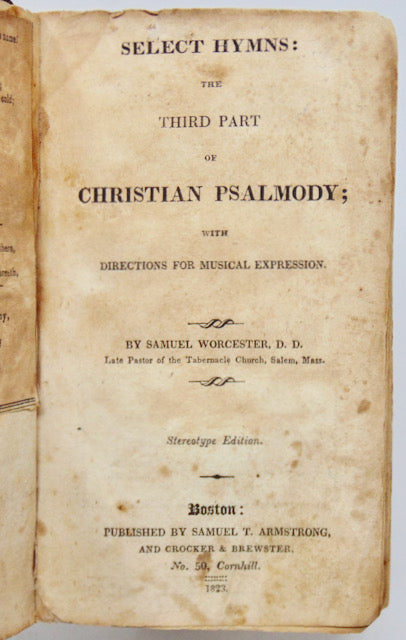 SELECT HYMNS:
THE
THIRD PART
OF
CHRISTIAN PSALMODY;
WITH
DIRECTIONS FOR MUSICAL EXPRESSION.
BY SAMUEL WORCESTER, D. D.
Late Pastor of the Tabernacle Church, Salem, Mass.
Stereotype Edition.
Boston:
PUBLISHED BY SAMUEL T. ARMSTRONG,
AND CROCKER & BREWSTER.
No. 50, Cornhill.
1823.